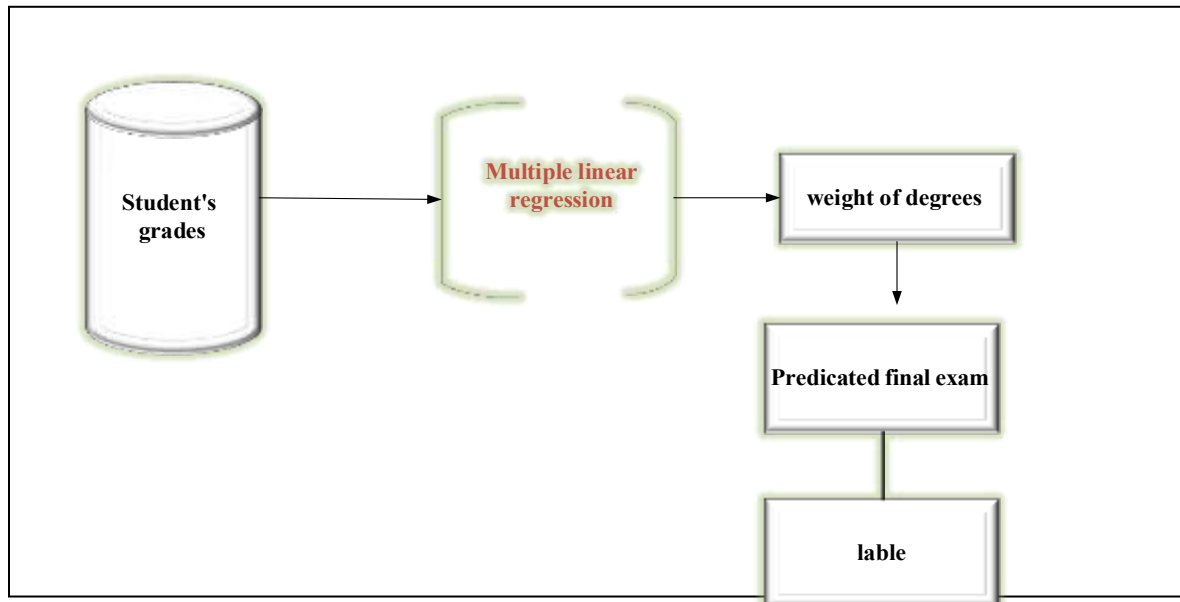 Student's
grades
Multiple linear
regression
weight of degrees
Predicated final exam
lable